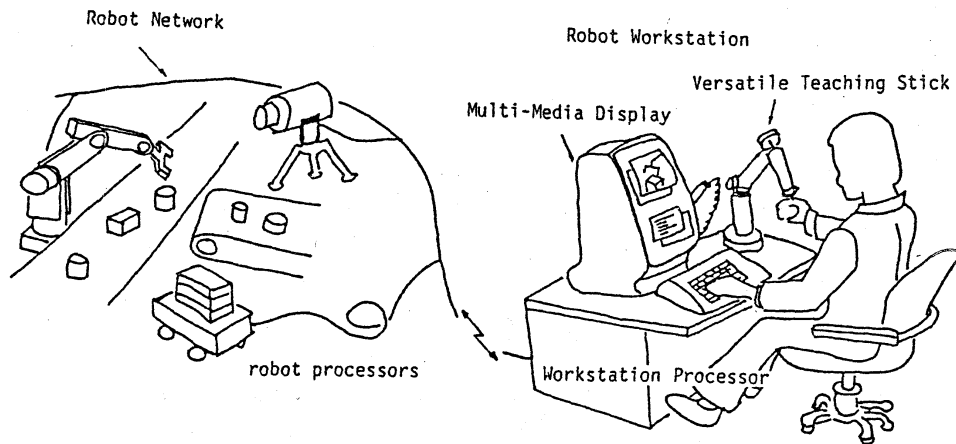 Robot Network
Robot Workstation
Versatile Teaching Stick
Multi-Media Display
robot processors
Workstation Processor